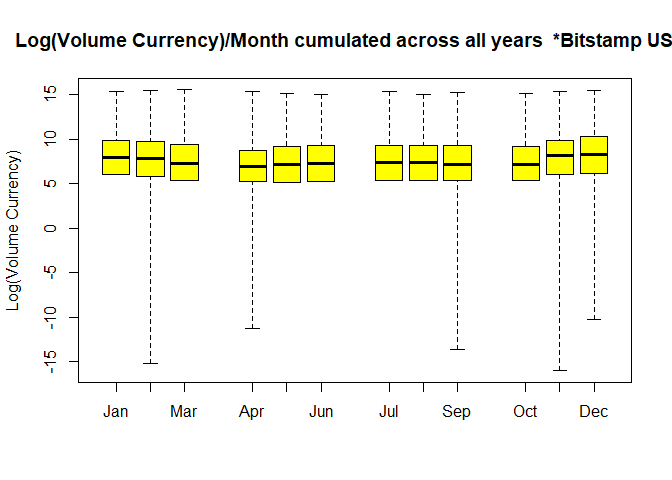 Log(Volume Currency)/Month cumulated across all years *Bitstamp US
Log(Volume Currency)
15
10
5
0
-5
-10
-15
Jan Mar Apr Jun Jul Sep Oct Dec